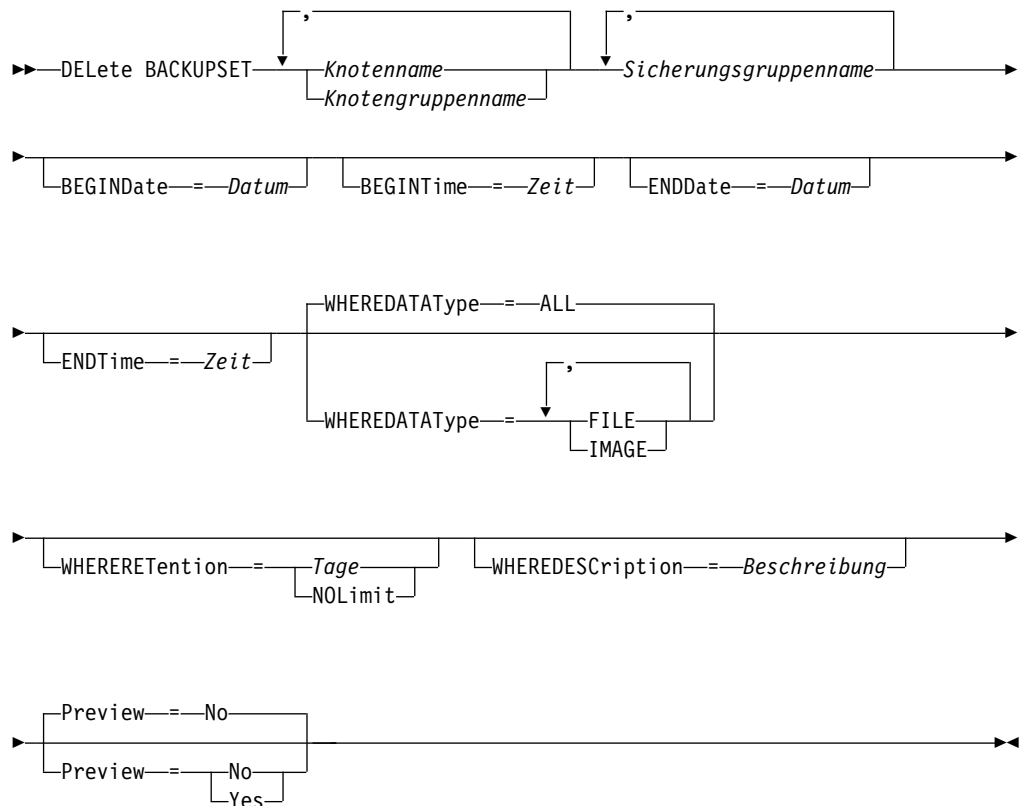 , ,
DELete BACKUPSET Knotenname Sicherungsgruppenname
Knotengruppenname
BEGINDate = Datum BEGINTime = Zeit ENDDate = Datum
WHEREDATAType = ALL
ENDTime = Zeit
,
WHEREDATAType = FILE
IMAGE
WHERERETention = Tage WHEREDESCription = Beschreibung
NOLimit
Preview = No
Preview = No
Yes